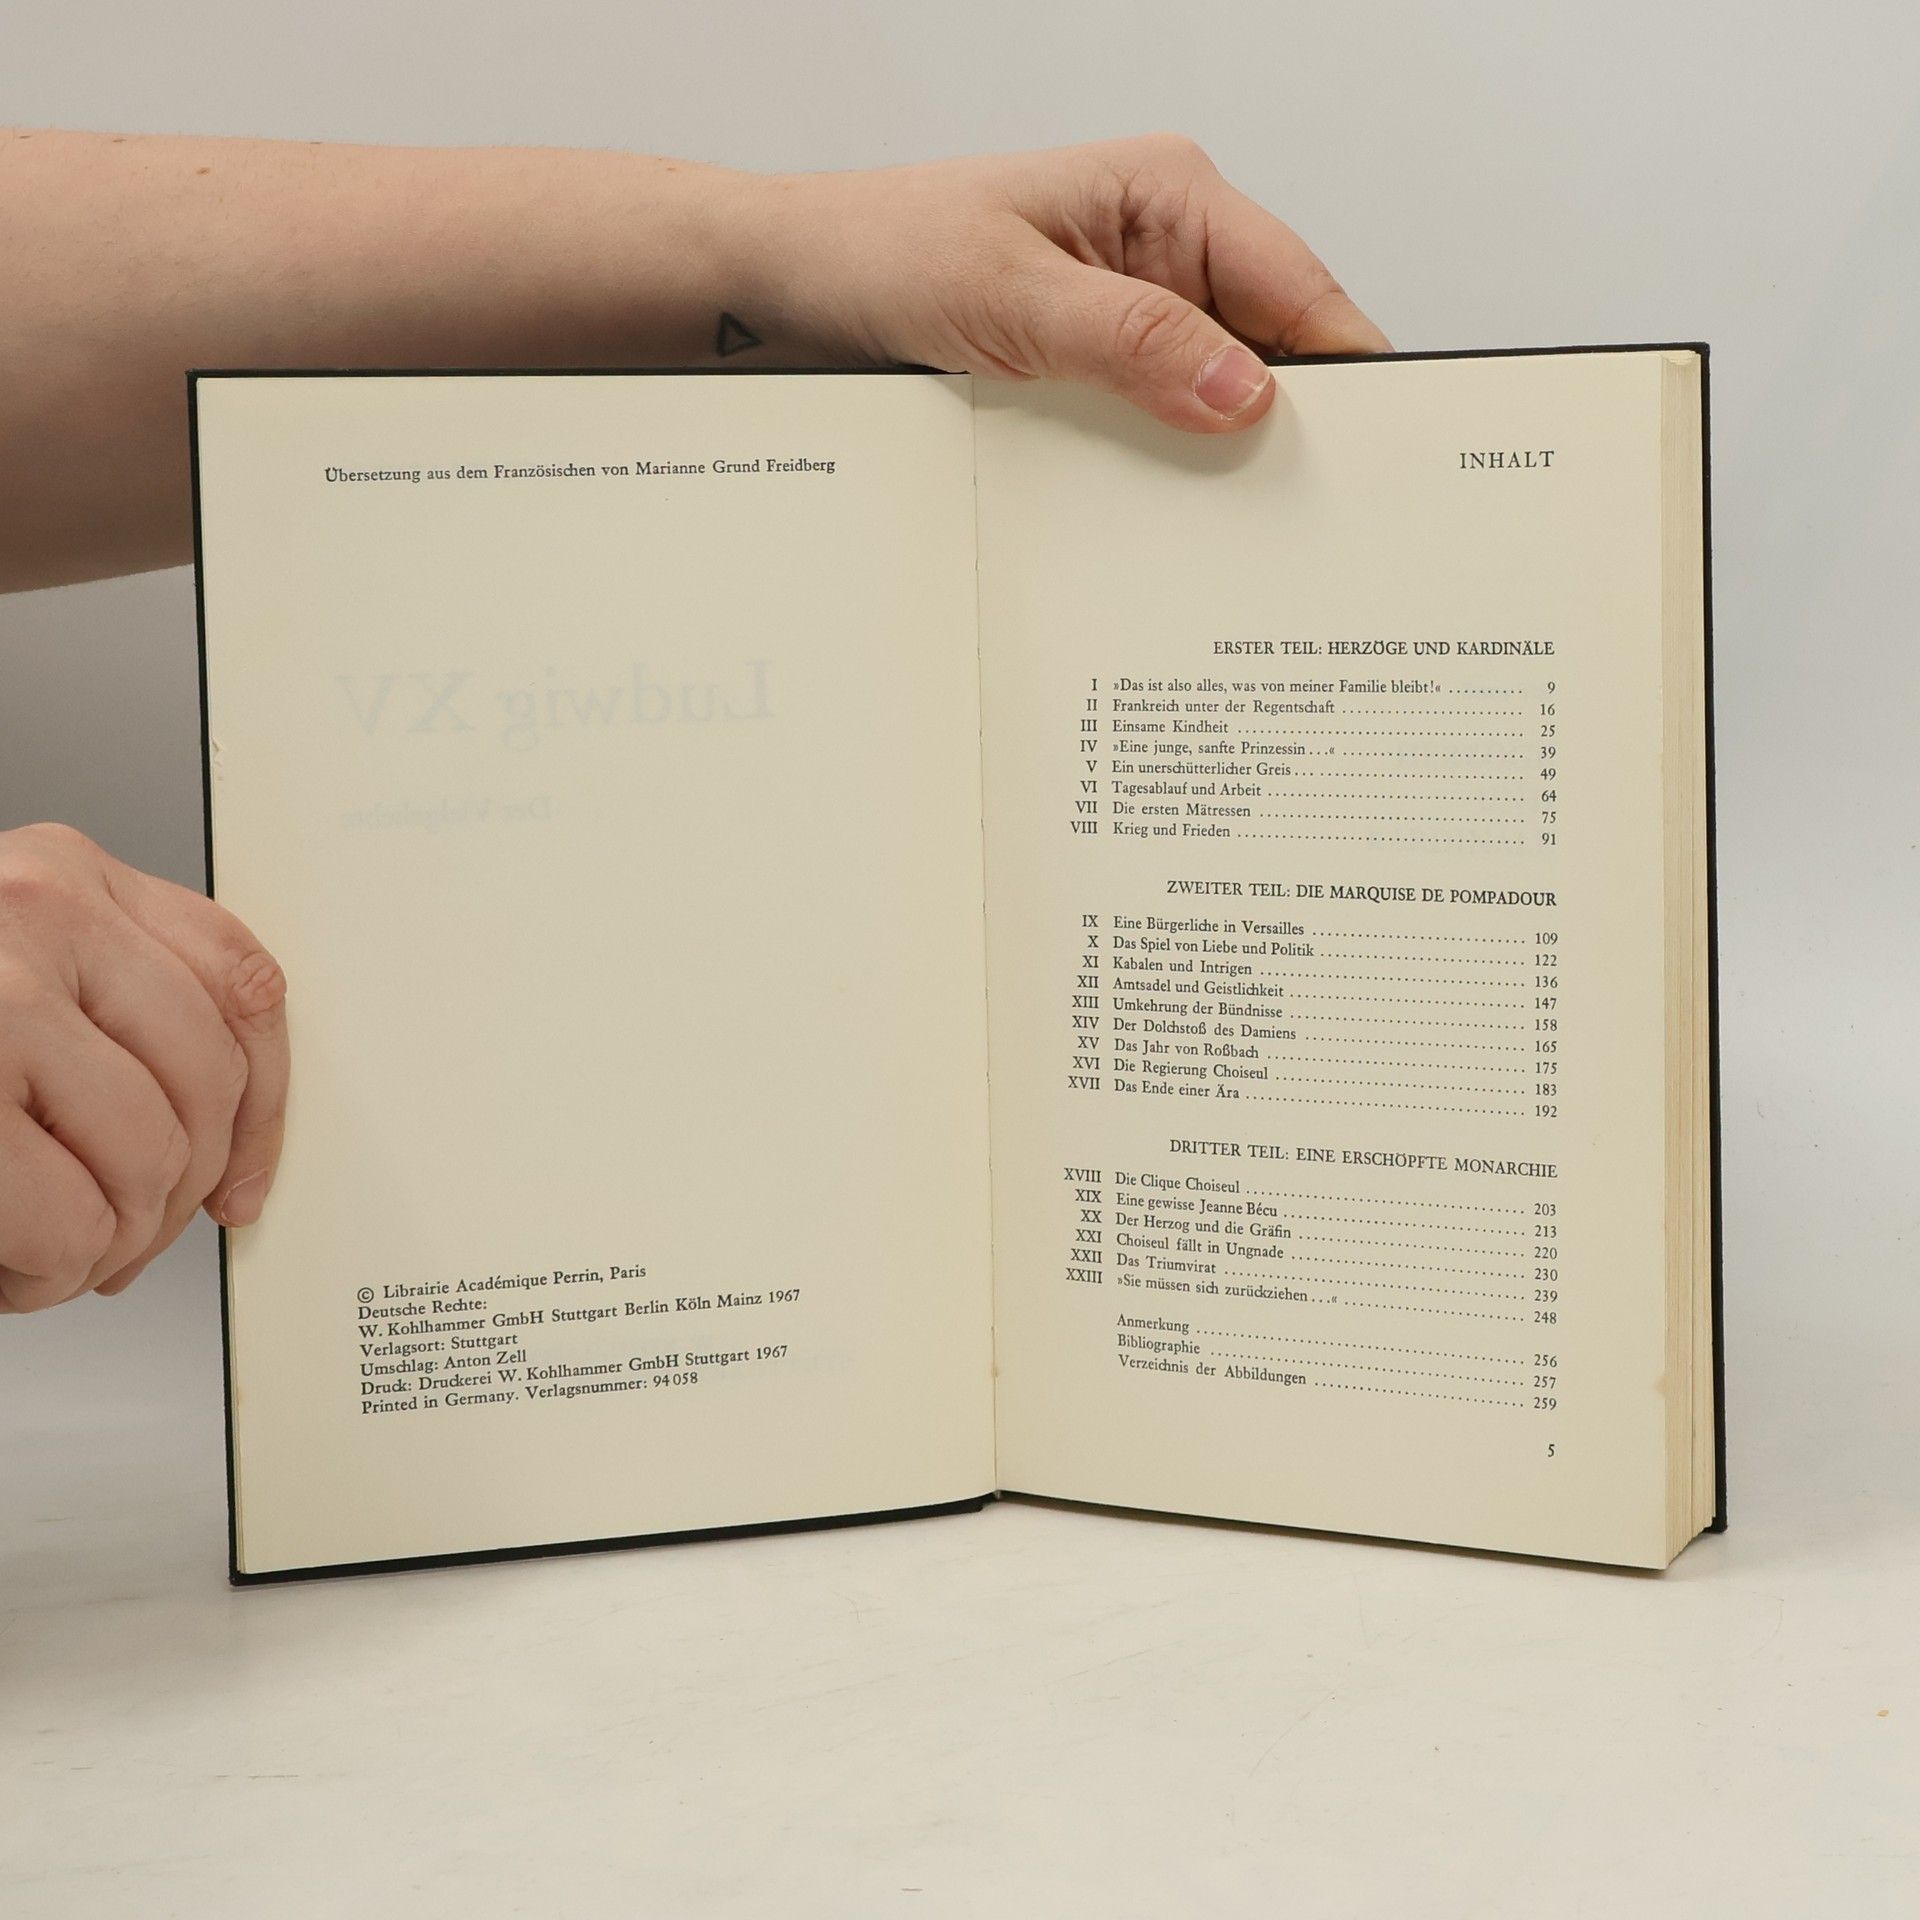 Übersetzung aus dem Französischen von Marianne Grund Freidberg
Ludwig XV
© Librairie Académique Perrin, Paris
Deutsche Rechte:
W. Kohlhammer GmbH Stuttgart Berlin Köln Mainz 1967
Verlagsort: Stuttgart
Umschlag: Anton Zell
Druck: Druckerei W. Kohlhammer GmbH Stuttgart 1967
Printed in Germany. Verlagsnummer: 94 058
INHALT
ERSTER TEIL: HERZÖGE UND KARDINÄLE
I »Das ist also alles, was von meiner Familie bleibt!« .......... 9
II Frankreich unter der Regentschaft .......... 16
III Einsame Kindheit .......... 25
IV »Eine junge, sanfte Prinzessin...« .......... 39
V Ein unerschütterlicher Greis... .......... 49
VI Tagesablauf und Arbeit .......... 64
VII Die ersten Mätressen .......... 75
VIII Krieg und Frieden .......... 91
ZWEITER TEIL: DIE MARQUISE DE POMPADOUR
IX Eine Bürgerliche in Versailles .......... 109
X Das Spiel von Liebe und Politik .......... 122
XI Kabalen und Intrigen .......... 136
XII Amtsadel und Geistlichkeit .......... 147
XIII Umkehrung der Bündnisse .......... 158
XIV Der Dolchstoß des Damiens .......... 165
XV Das Jahr von Roßbach .......... 175
XVI Die Regierung Choiseul .......... 183
XVII Das Ende einer Ära .......... 192
DRITTER TEIL: EINE ERSCHÖPFTE MONARCHIE
XVIII Die Clique Choiseul .......... 203
XIX Eine gewisse Jeanne Bécu .......... 213
XX Der Herzog und die Gräfin .......... 220
XXI Choiseul fällt in Ungnade .......... 230
XXII Das Triumvirat .......... 239
XXIII »Sie müssen sich zurückziehen...« .......... 248
Anmerkung .......... 256
Bibliographie .......... 257
Verzeichnis der Abbildungen .......... 259
5